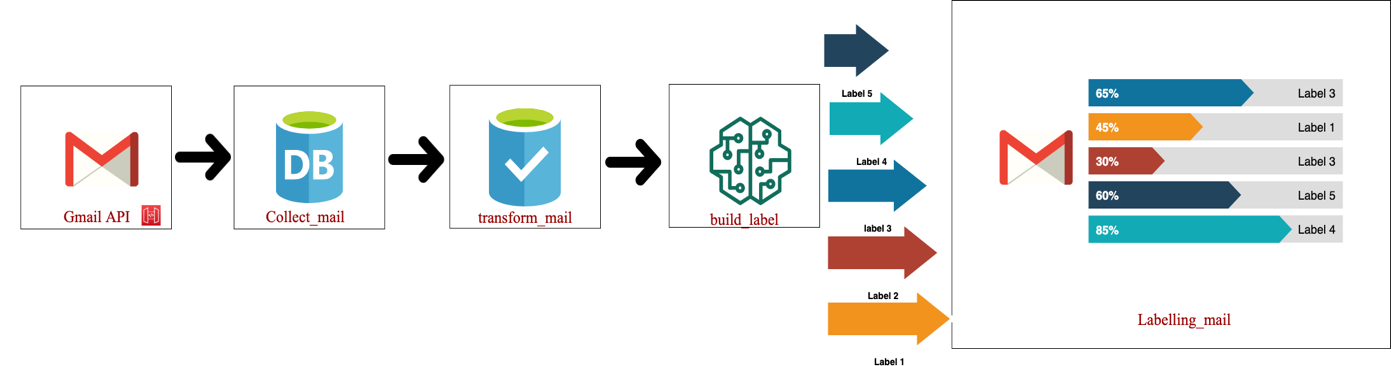 Gmail API
DB
Collect_mail
transform_mail
build_label
Label 5
Label 4
label 3
Label 2
Label 1
65% Label 3
45% Label 1
30% Label 3
60% Label 5
85% Label 4
Labelling_mail